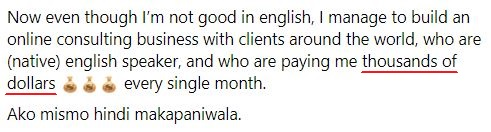 Now even though I'm not good in english, I manage to build an
online consulting business with clients around the world, who are
(native) english speaker, and who are paying me thousands of
dollars 💰💰💰 every single month.
Ako mismo hindi makapaniwala.